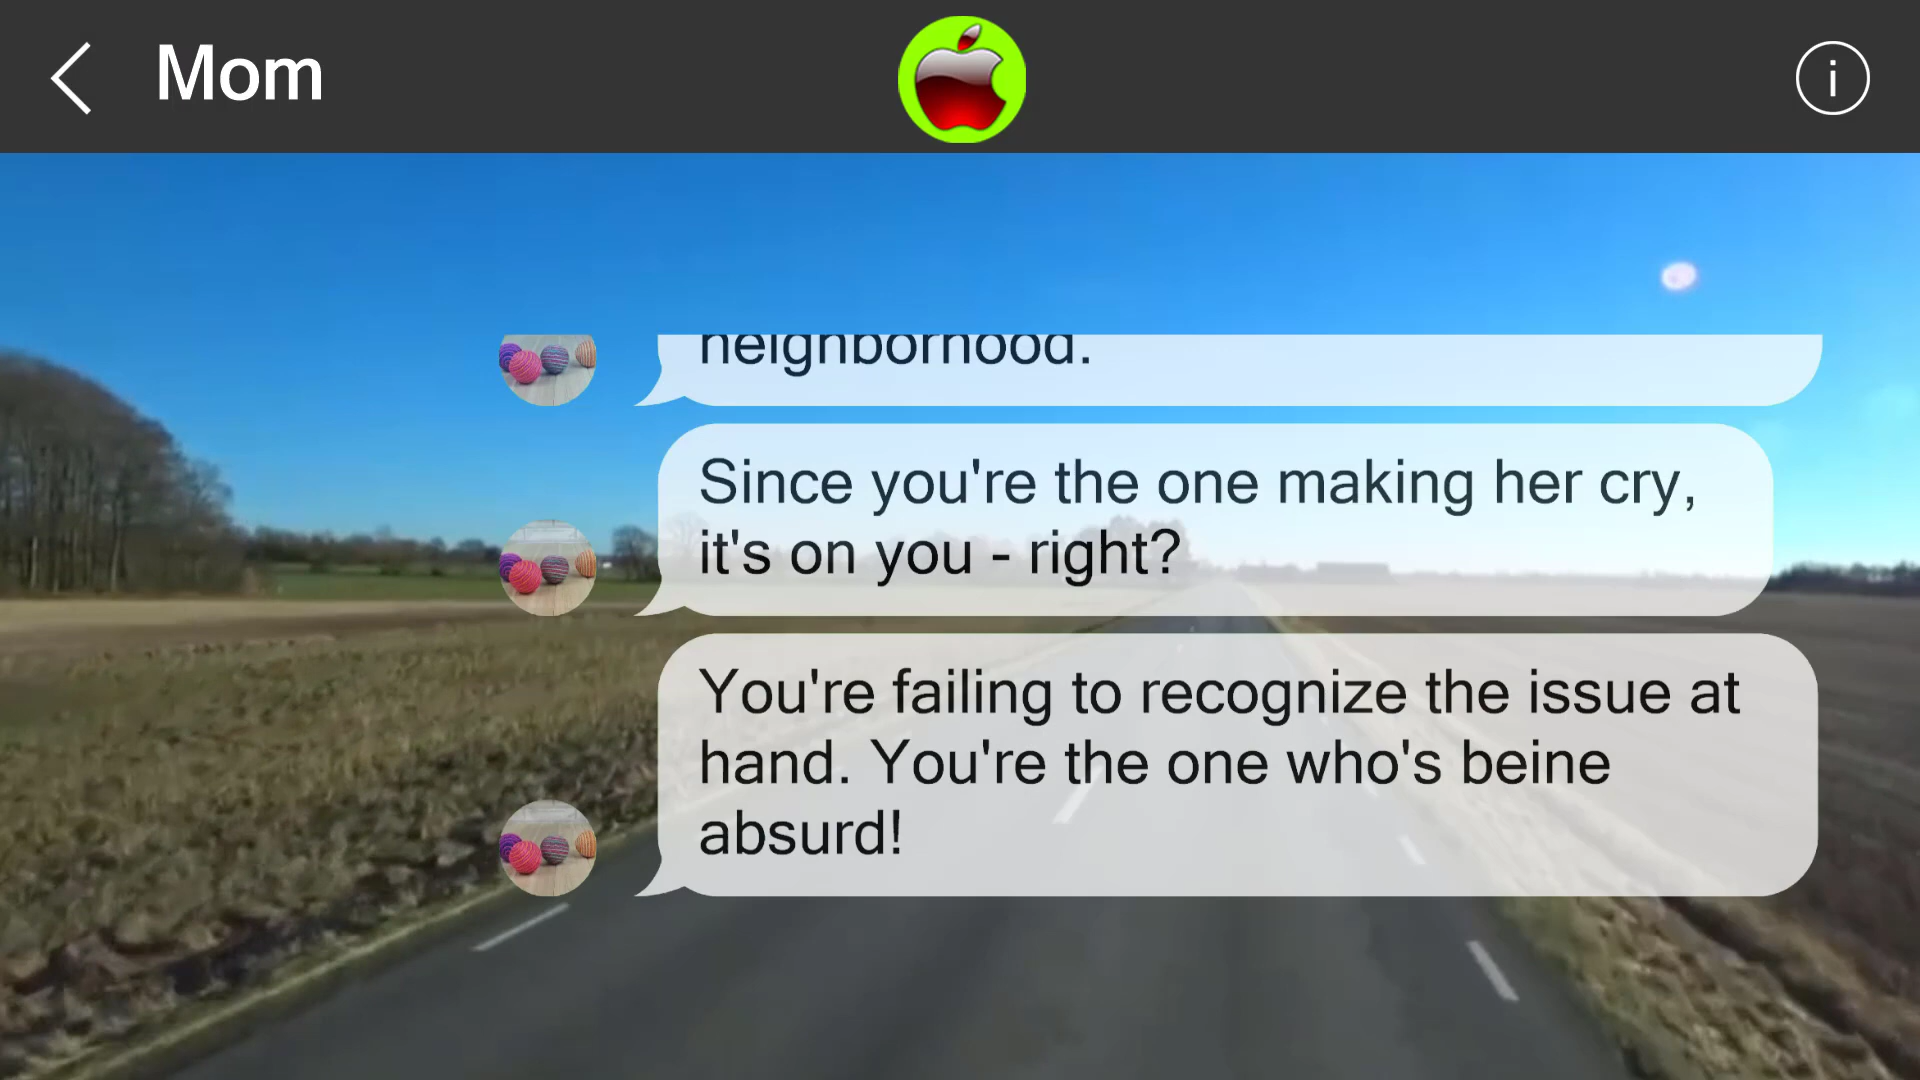 Mom
i
neighborhood.
Since you're the one making her cry,
it's on you - right?
You're failing to recognize the issue at
hand. You're the one who's beine
absurd!